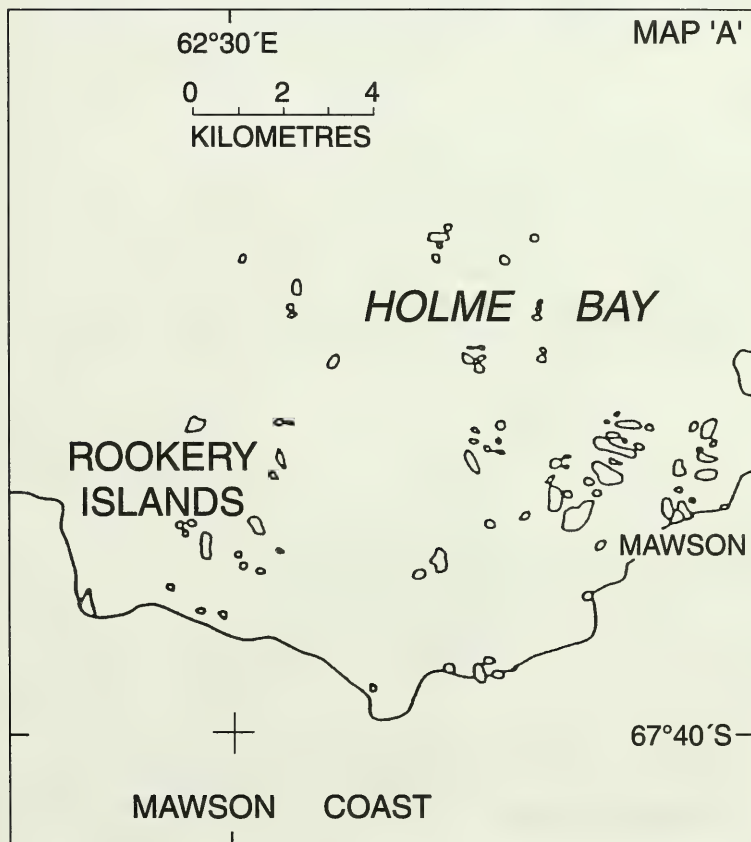 62°30´E
MAP 'A'
0 2 4
KILOMETRES
HOLME BAY
ROOKERY
ISLANDS
MAWSON
67°40´S
MAWSON COAST